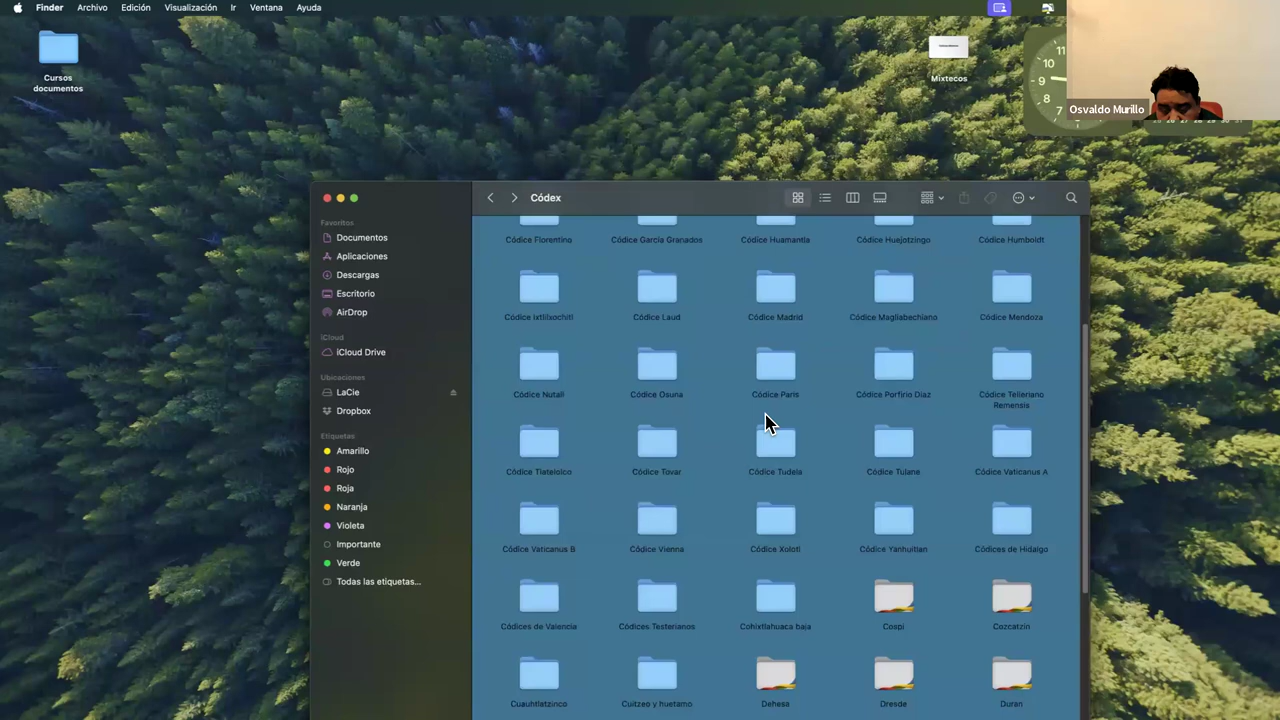 Finder Archivo Edición Visualización Ir Ventana Ayuda
Cursos
documentos
Mixtecos
11
10
9
8
7
Osvaldo Murillo
Códex
Favoritos
Documentos
Aplicaciones
Descargas
Escritorio
AirDrop
iCloud
iCloud Drive
Ubicaciones
LaCie
Dropbox
Etiquetas
Amarillo
Rojo
Roja
Naranja
Violeta
Importante
Verde
Todas las etiquetas...
Códice Florentino Códice García Granados Códice Huamantla Códice Huejotzingo Códice Humboldt
Códice Ixtlilxochitl Códice Laud Códice Madrid Códice Magliabechiano Códice Mendoza
Códice Nutall Códice Osuna Códice Paris Códice Porfirio Díaz Códice Telleriano
Remensis
Códice Tlatelolco Códice Tovar Códice Tudela Códice Tulane Códice Vaticanus A
Códice Vaticanus B Códice Vienna Códice Xolotl Códice Yanhuitlan Códices de Hidalgo
Códices de Valencia Códices Testerianos Cohixtlahuaca baja Cospi Cozcatzin
Cuauhtlatzinco Cuitzeo y huetamo Dehesa Dresde Duran